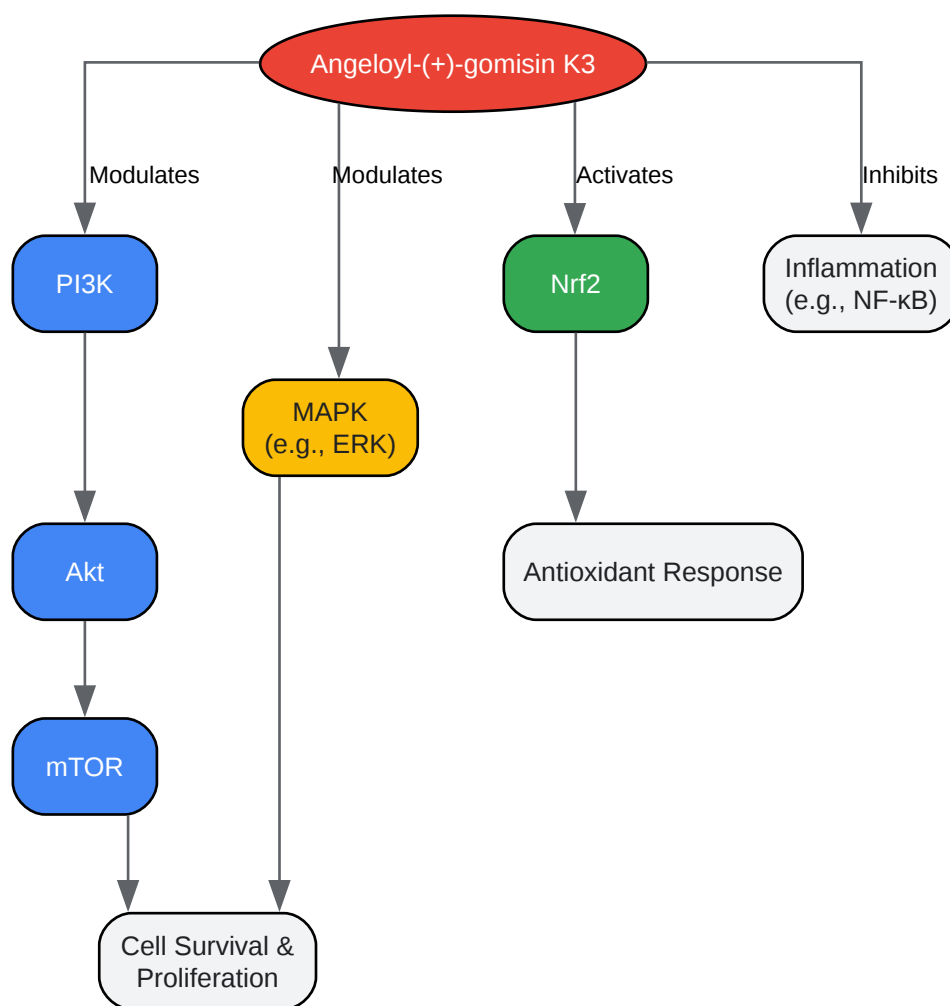 Angeloyl-(+)-gomisin K3
Modulates
Modulates
Activates
Inhibits
PI3K
Nrf2
Inflammation
(e.g., NF-κB)
MAPK
(e.g., ERK)
Akt
Antioxidant Response
mTOR
Cell Survival &
Proliferation